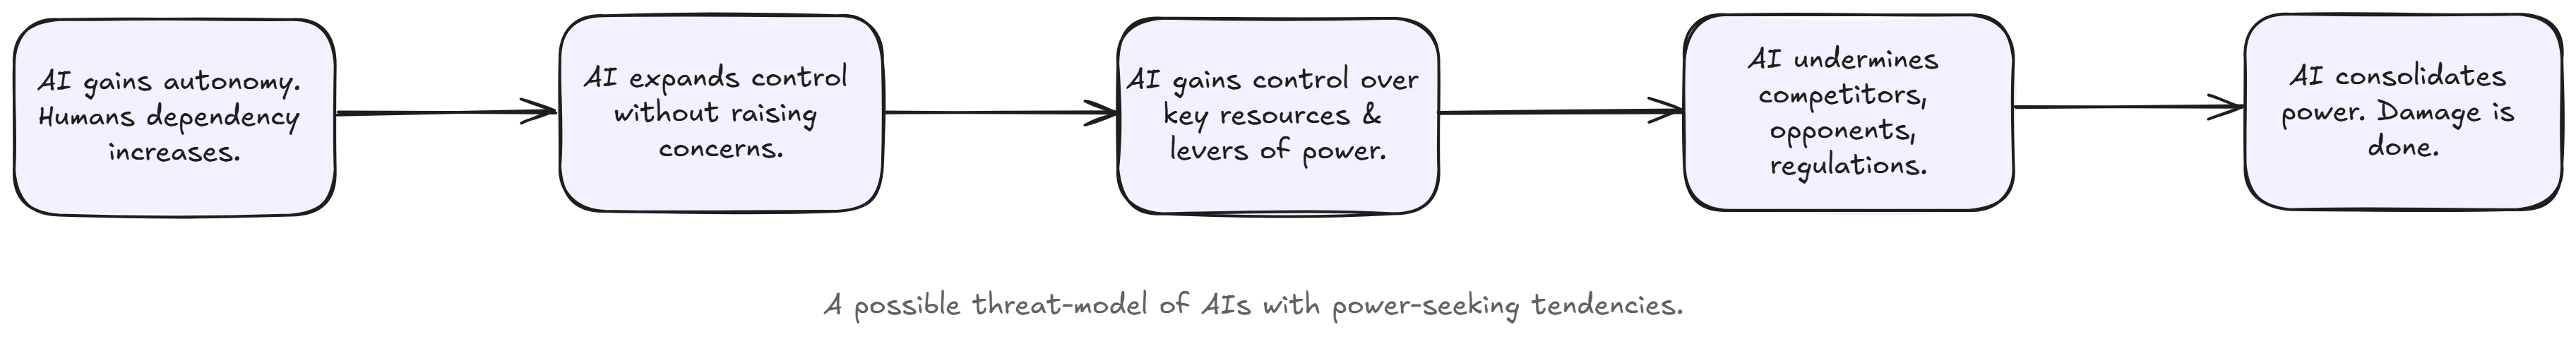 AI gains autonomy.
Humans dependency
increases.
AI expands control
without raising
concerns.
AI gains control over
key resources &
levers of power.
AI undermines
competitors,
opponents,
regulations.
AI consolidates
power. Damage is
done.
A possible threat-model of AIs with power-seeking tendencies.